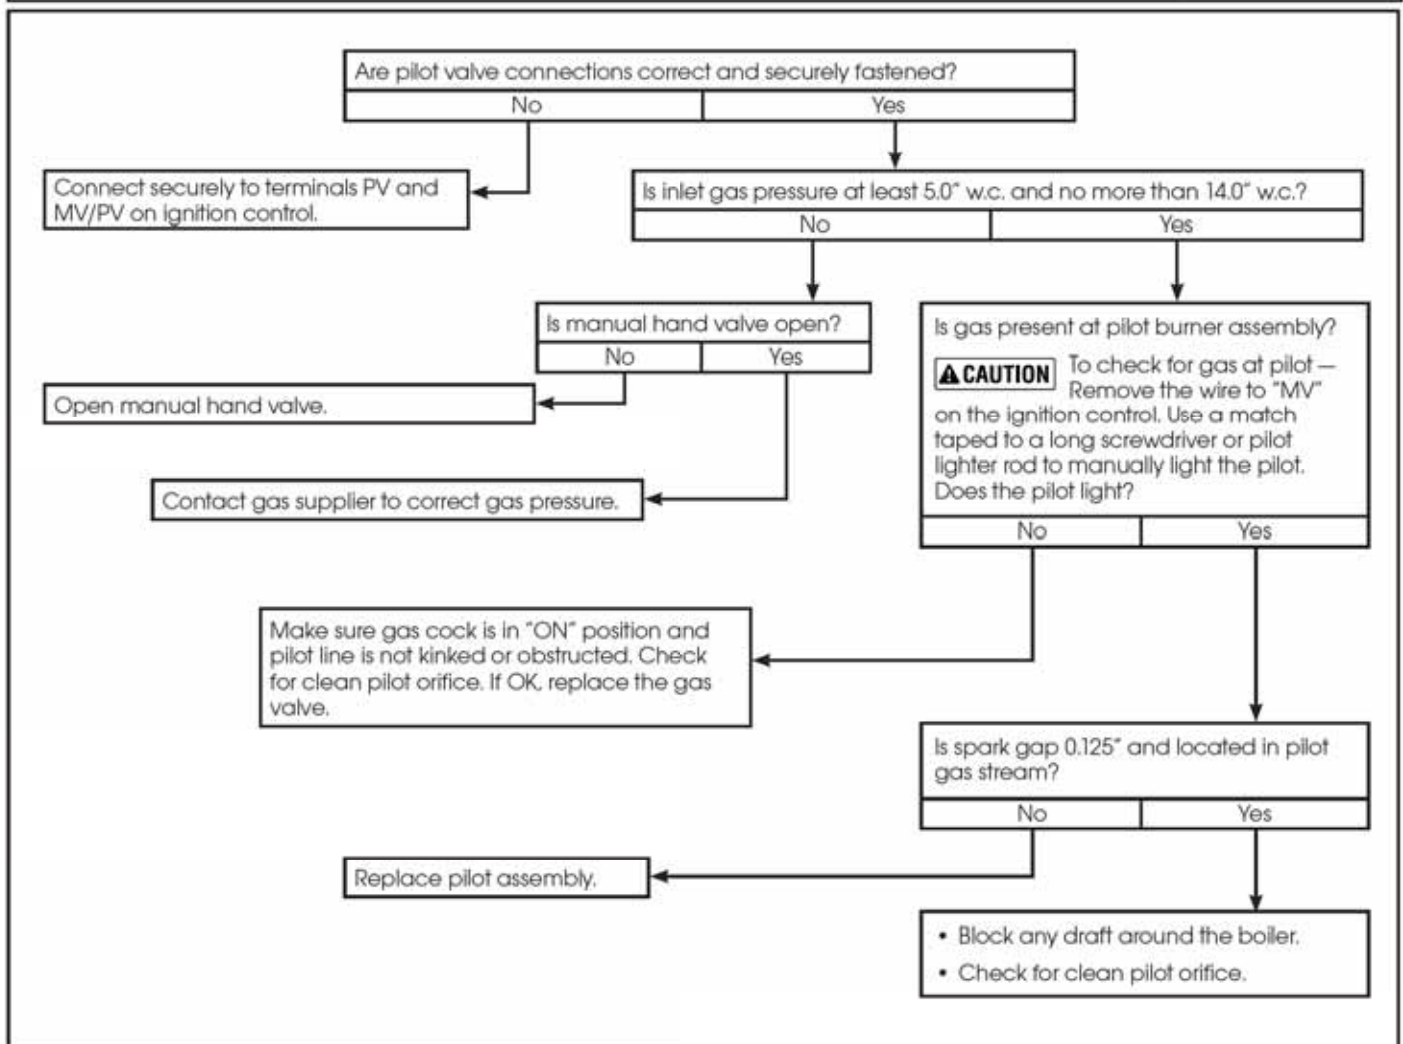 Are pilot valve connections correct and securely fastened?
No
Yes
Connect securely to terminals PV and
MV/PV on ignition control.
Is inlet gas pressure at least 5.0" w.c. and no more than 14.0" w.c.?
No
Yes
Is manual hand valve open?
No
Yes
Open manual hand valve.
Contact gas supplier to correct gas pressure.
Is gas present at pilot burner assembly?
CAUTION To check for gas at pilot —
Remove the wire to "MV"
on the ignition control. Use a match
taped to a long screwdriver or pilot
lighter rod to manually light the pilot.
Does the pilot light?
No
Yes
Make sure gas cock is in "ON" position and
pilot line is not kinked or obstructed. Check
for clean pilot orifice. If OK, replace the gas
valve.
Is spark gap 0.125" and located in pilot
gas stream?
No
Yes
Replace pilot assembly.
• Block any draft around the boiler.
• Check for clean pilot orifice.